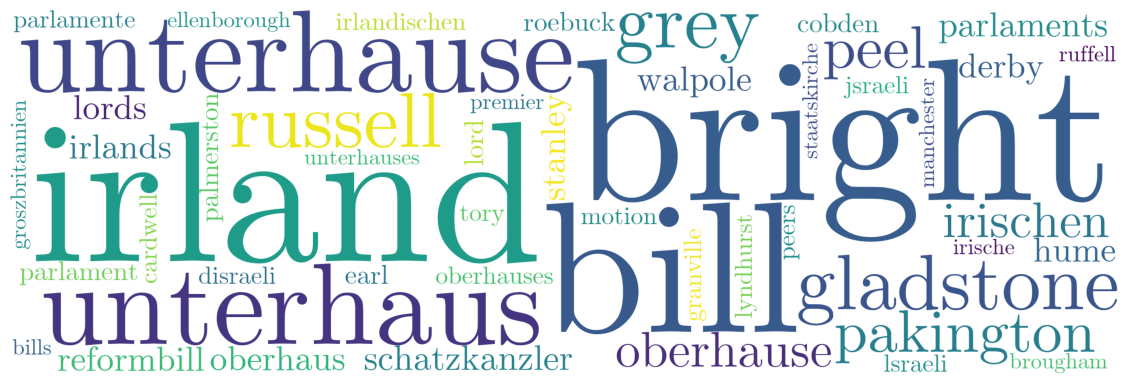 parlamente
ellenborough
irlandischen
roebuck
grey
cobden
parlaments
unterhause
peel
ruffell
walpole
derby
jsraeli
lords
premier
groszbritannien
palmerston
russell
lord
stanley
staatskirche
manchester
bright
irlands
unterhauses
irland
tory
motion
peers
irischen
cardwell
bill
granville
lyndhurst
irische
hume
parlament
disraeli
earl
oberhauses
gladstone
unterhaus
pakington
bills
reformbill
oberhaus
schatzkanzler
oberhause
lsraeli
brougham